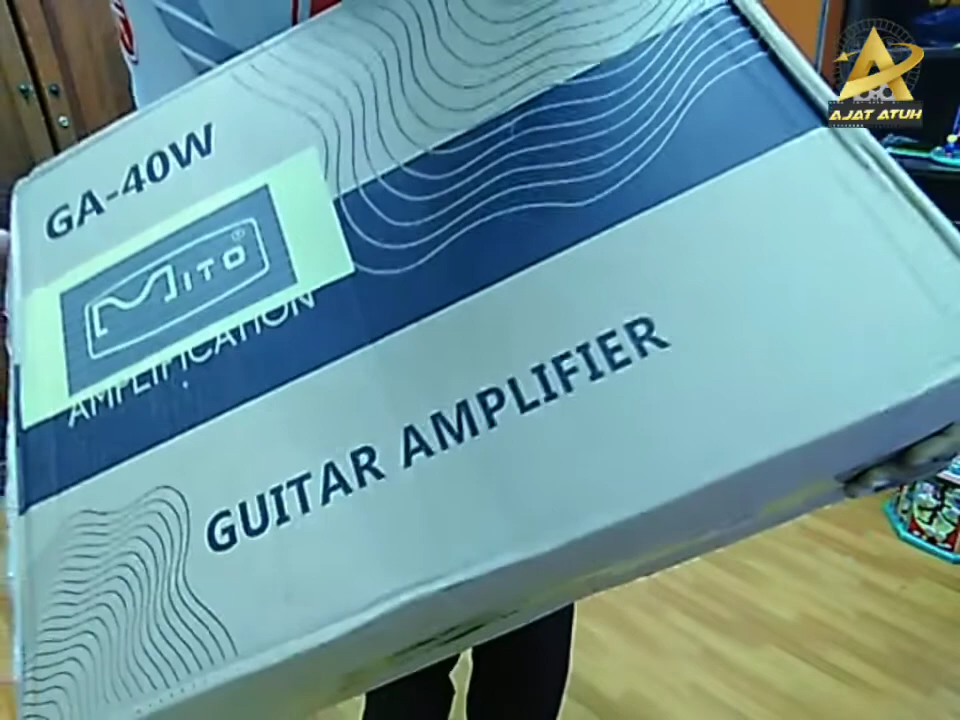 GA-40W
MITO®
AMPLIFICATION
GUITAR AMPLIFIER
AJAT ATUH